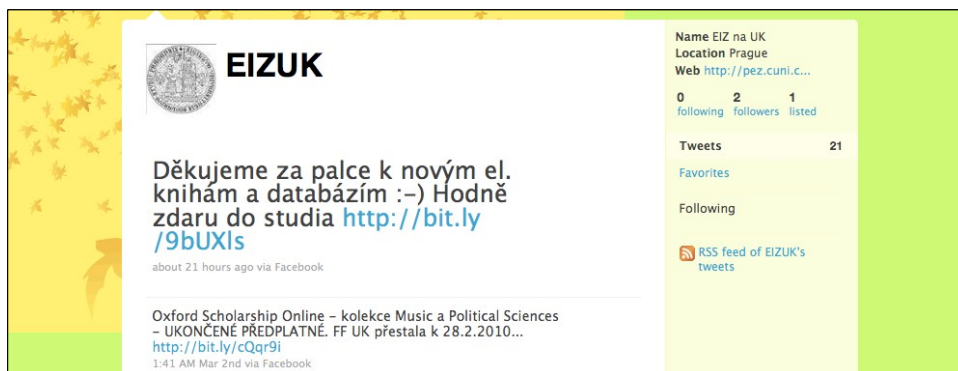 EIZUK
Děkujeme za palce k novým el.
knihám a databázím :-) Hodně
zdaru do studia http://bit.ly
/9bUXls
about 21 hours ago via Facebook
Oxford Scholarship Online – kolekce Music a Political Sciences
– UKONČENÉ PŘEDPLATNÉ. FF UK přestala k 28.2.2010...
http://bit.ly/cQqr9i
1:41 AM Mar 2nd via Facebook
Name EIZ na UK
Location Prague
Web http://pez.cuni.c...
0 2 1
following followers listed
Tweets 21
Favorites
Following
RSS feed of EIZUK's
tweets